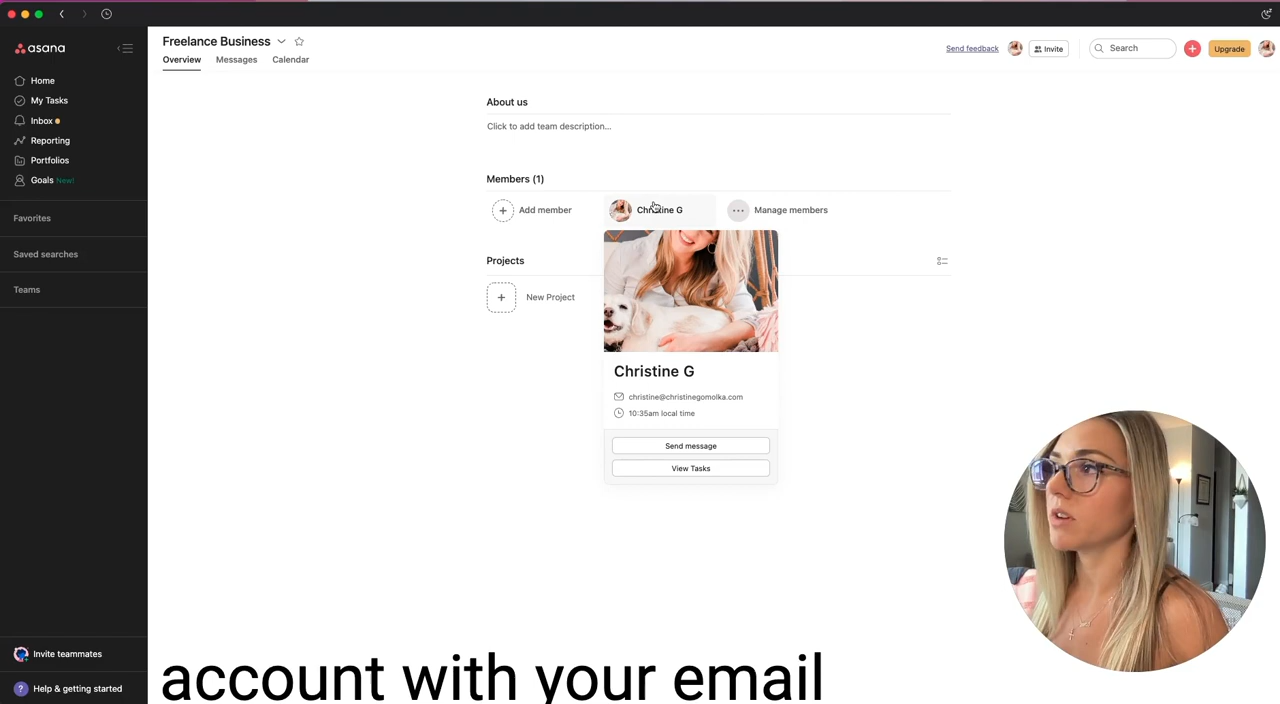 asana
Home
My Tasks
Inbox
Reporting
Portfolios
Goals New!
Favorites
Saved searches
Teams
Invite teammates
? Help & getting started
Freelance Business
Overview Messages Calendar
Send feedback Invite Search + Upgrade
About us
Click to add team description...
Members (1)
+ Add member Christine G ... Manage members
Projects
+ New Project
Christine G
christine@christinegomolka.com
10:35am local time
Send message
View Tasks
account with your email